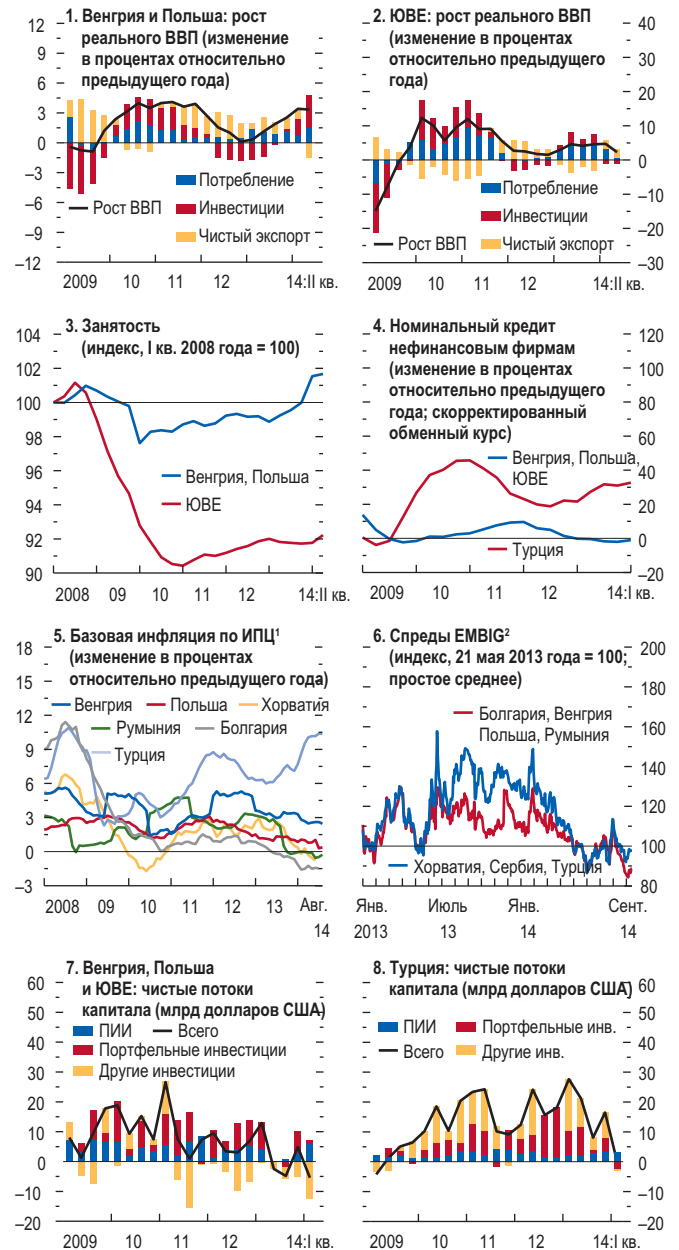 1. Венгрия и Польша: рост
реального ВВП (изменение
в процентах относительно
предыдущего года)
12
9
6
3
0
–3
–6
–9
–12
Потребление
Рост ВВП
Инвестиции
Чистый экспорт
2009 10 11 12 14:II кв.
2. ЮВЕ: рост реального ВВП
(изменение в процентах
относительно предыдущего
года)
40
30
20
10
0
–10
–20
–30
Потребление
Инвестиции
Рост ВВП
Чистый экспорт
2009 10 11 12 14:II кв.
3. Занятость
(индекс, I кв. 2008 года = 100)
104
102
100
98
96
94
92
90
Венгрия, Польша
ЮВЕ
2008 09 10 11 12 14:II кв.
4. Номинальный кредит
нефинансовым фирмам
(изменение в процентах
относительно предыдущего
года; скорректированный
обменный курс)
120
100
80
60
40
20
0
–20
Венгрия, Польша,
ЮВЕ
Турция
2009 10 11 12 14:I кв.
5. Базовая инфляция по ИПЦ¹
(изменение в процентах
относительно предыдущего года)
18
15
12
9
6
3
0
–3
Венгрия Польша Хорватия
Румыния Болгария
Турция
2008 09 10 11 12 13 Авг.
14
6. Спреды EMBIG²
(индекс, 21 мая 2013 года = 100;
простое среднее)
200
180
160
140
120
100
80
Болгария, Венгрия
Польша, Румыния
Хорватия, Сербия, Турция
Янв. Июль Янв. Сент.
2013 13 14 14
7. Венгрия, Польша
и ЮВЕ: чистые потоки
капитала (млрд долларов США)
60
50
40
30
20
10
0
–10
–20
ПИИ Всего
Портфельные инвестиции
Другие инвестиции
2009 10 11 12 14:I кв.
8. Турция: чистые потоки
капитала (млрд долларов США)
60
50
40
30
20
10
0
–10
–20
ПИИ Портфельные инв.
Всего Другие инв.
2009 10 11 12 14:I кв.